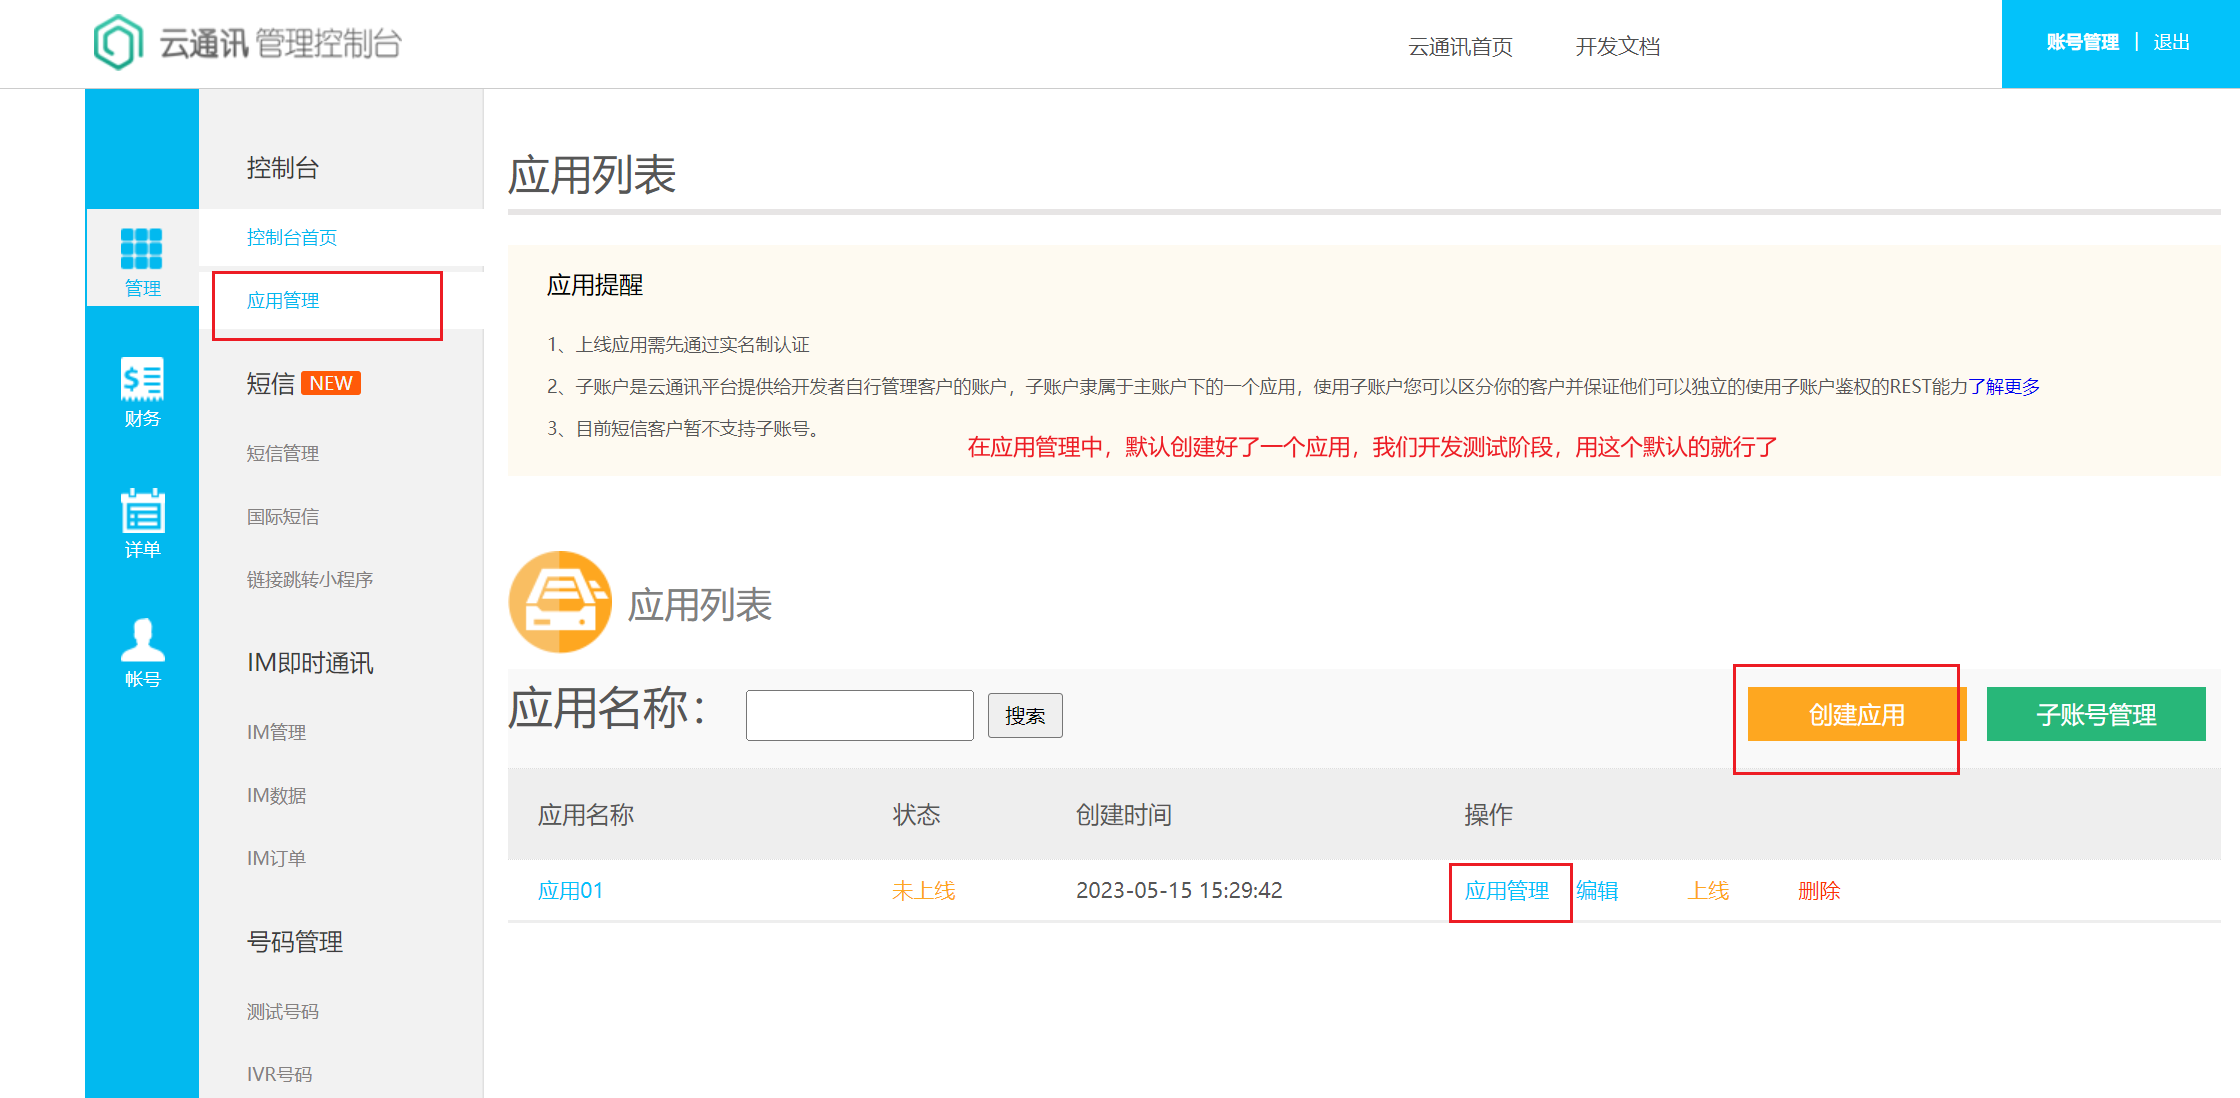 云通讯 管理控制台
云通讯首页
开发文档
账号管理 | 退出
管理
财务
详单
帐号
控制台
控制台首页
应用管理
短信 NEW
短信管理
国际短信
链接跳转小程序
IM即时通讯
IM管理
IM数据
IM订单
号码管理
测试号码
IVR号码
应用列表
应用提醒
1、上线应用需先通过实名制认证
2、子账户是云通讯平台提供给开发者自行管理客户的账户，子账户隶属于主账户下的一个应用，使用子账户您可以区分你的客户并保证他们可以独立的使用子账户鉴权的REST能力了解更多
3、目前短信客户暂不支持子账号。
在应用管理中，默认创建好了一个应用，我们开发测试阶段，用这个默认的就行了
应用列表
应用名称： 搜索 创建应用 子账号管理
应用名称 状态 创建时间 操作
应用01 未上线 2023-05-15 15:29:42 应用管理 编辑 上线 删除